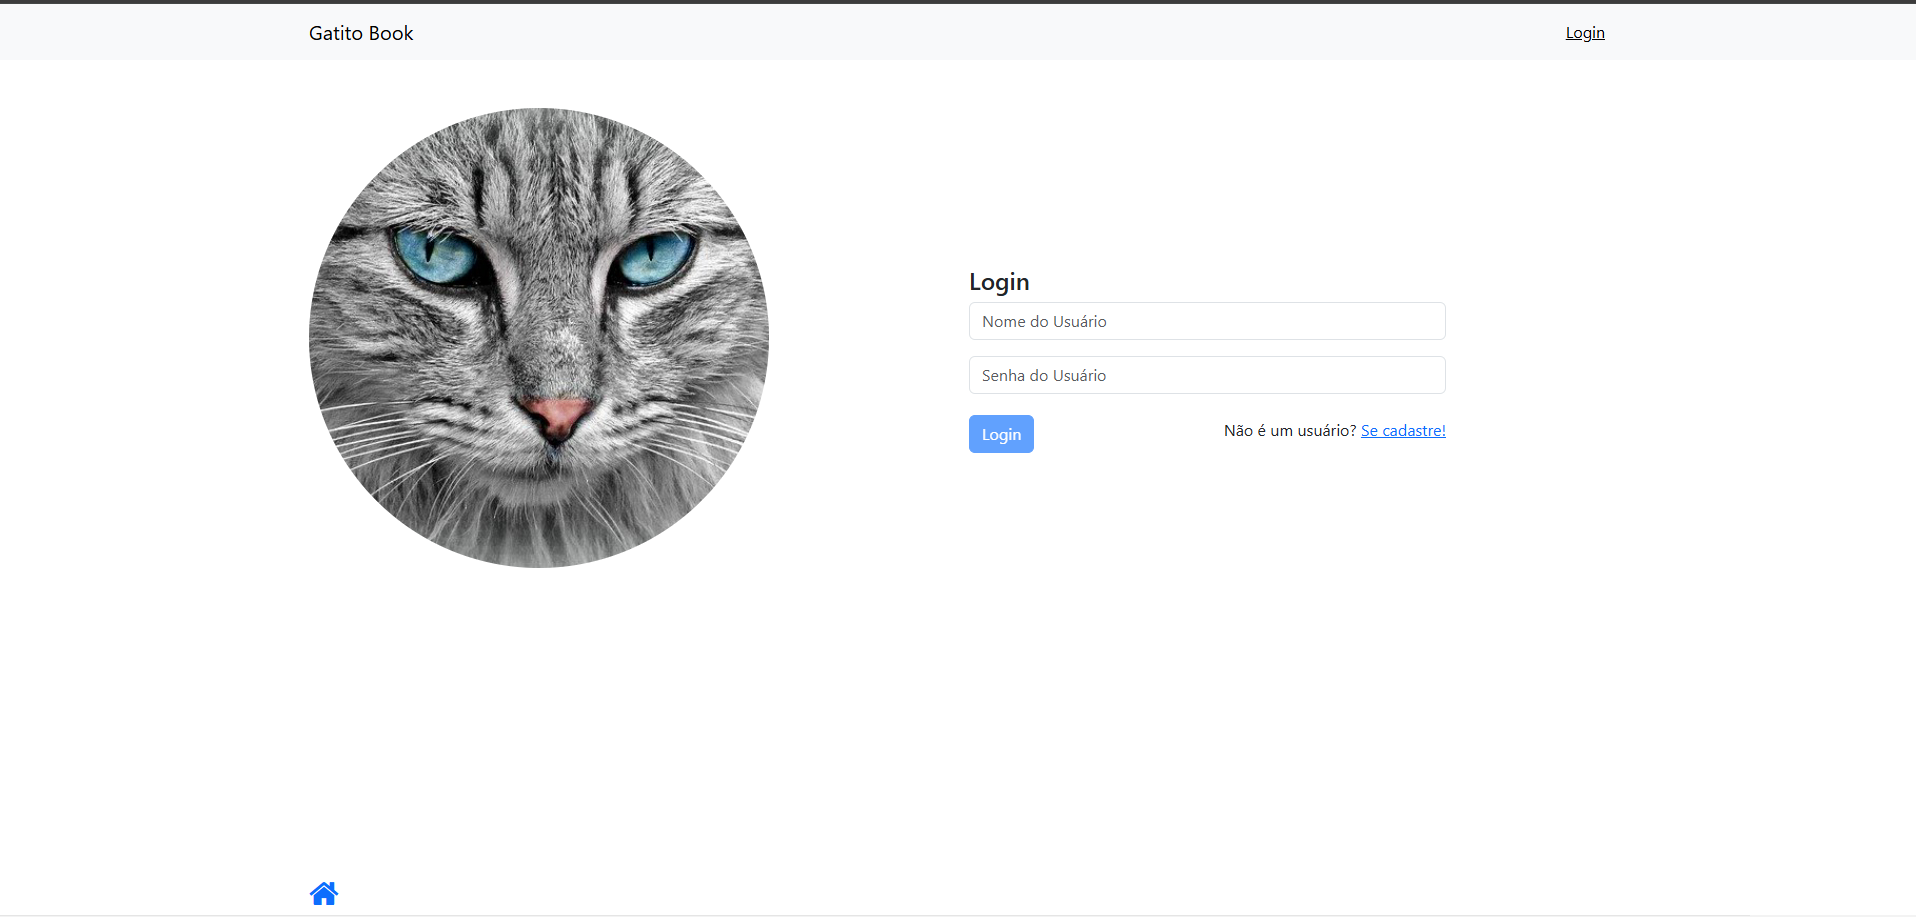 Gatito Book
Login
Login
Nome do Usuário
Senha do Usuário
Login
Não é um usuário? Se cadastre!